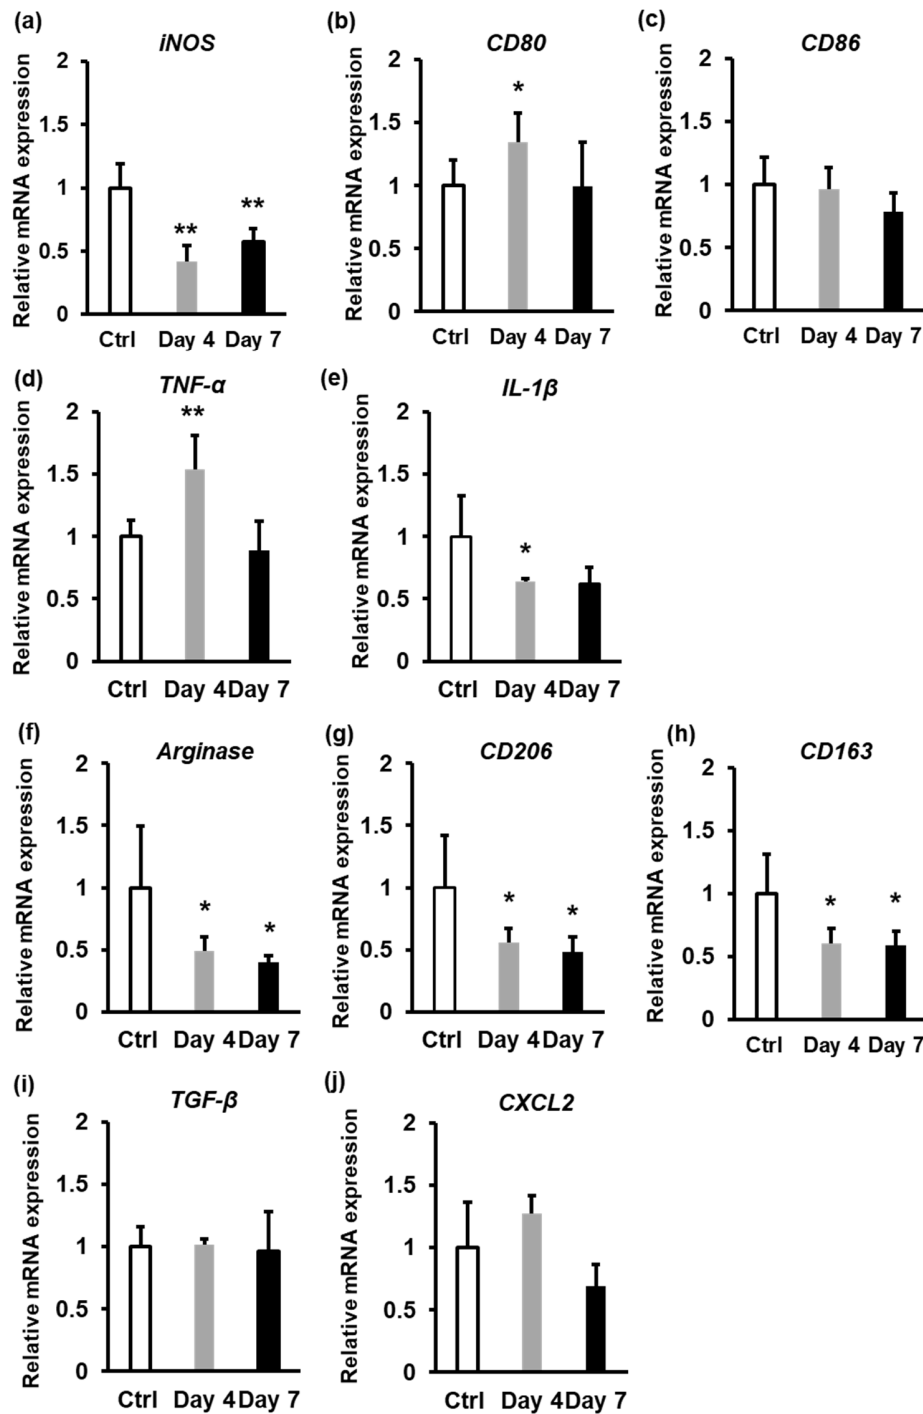 (a)
iNOS
Relative mRNA expression
2
1.5
1
0.5
0
**
**
Ctrl Day 4 Day 7
(b)
CD80
Relative mRNA expression
2
1.5
1
0.5
0
*
Ctrl Day 4 Day 7
(c)
CD86
Relative mRNA expression
2
1.5
1
0.5
0
Ctrl Day 4 Day 7
(d)
TNF-α
Relative mRNA expression
2
1.5
1
0.5
0
**
Ctrl Day 4 Day 7
(e)
IL-1β
Relative mRNA expression
2
1.5
1
0.5
0
*
Ctrl Day 4 Day 7
(f)
Arginase
Relative mRNA expression
2
1.5
1
0.5
0
*
*
Ctrl Day 4 Day 7
(g)
CD206
Relative mRNA expression
2
1.5
1
0.5
0
*
*
Ctrl Day 4 Day 7
(h)
CD163
Relative mRNA expression
2
1.5
1
0.5
0
*
*
Ctrl Day 4 Day 7
(i)
TGF-β
Relative mRNA expression
2
1.5
1
0.5
0
Ctrl Day 4 Day 7
(j)
CXCL2
Relative mRNA expression
2
1.5
1
0.5
0
Ctrl Day 4 Day 7